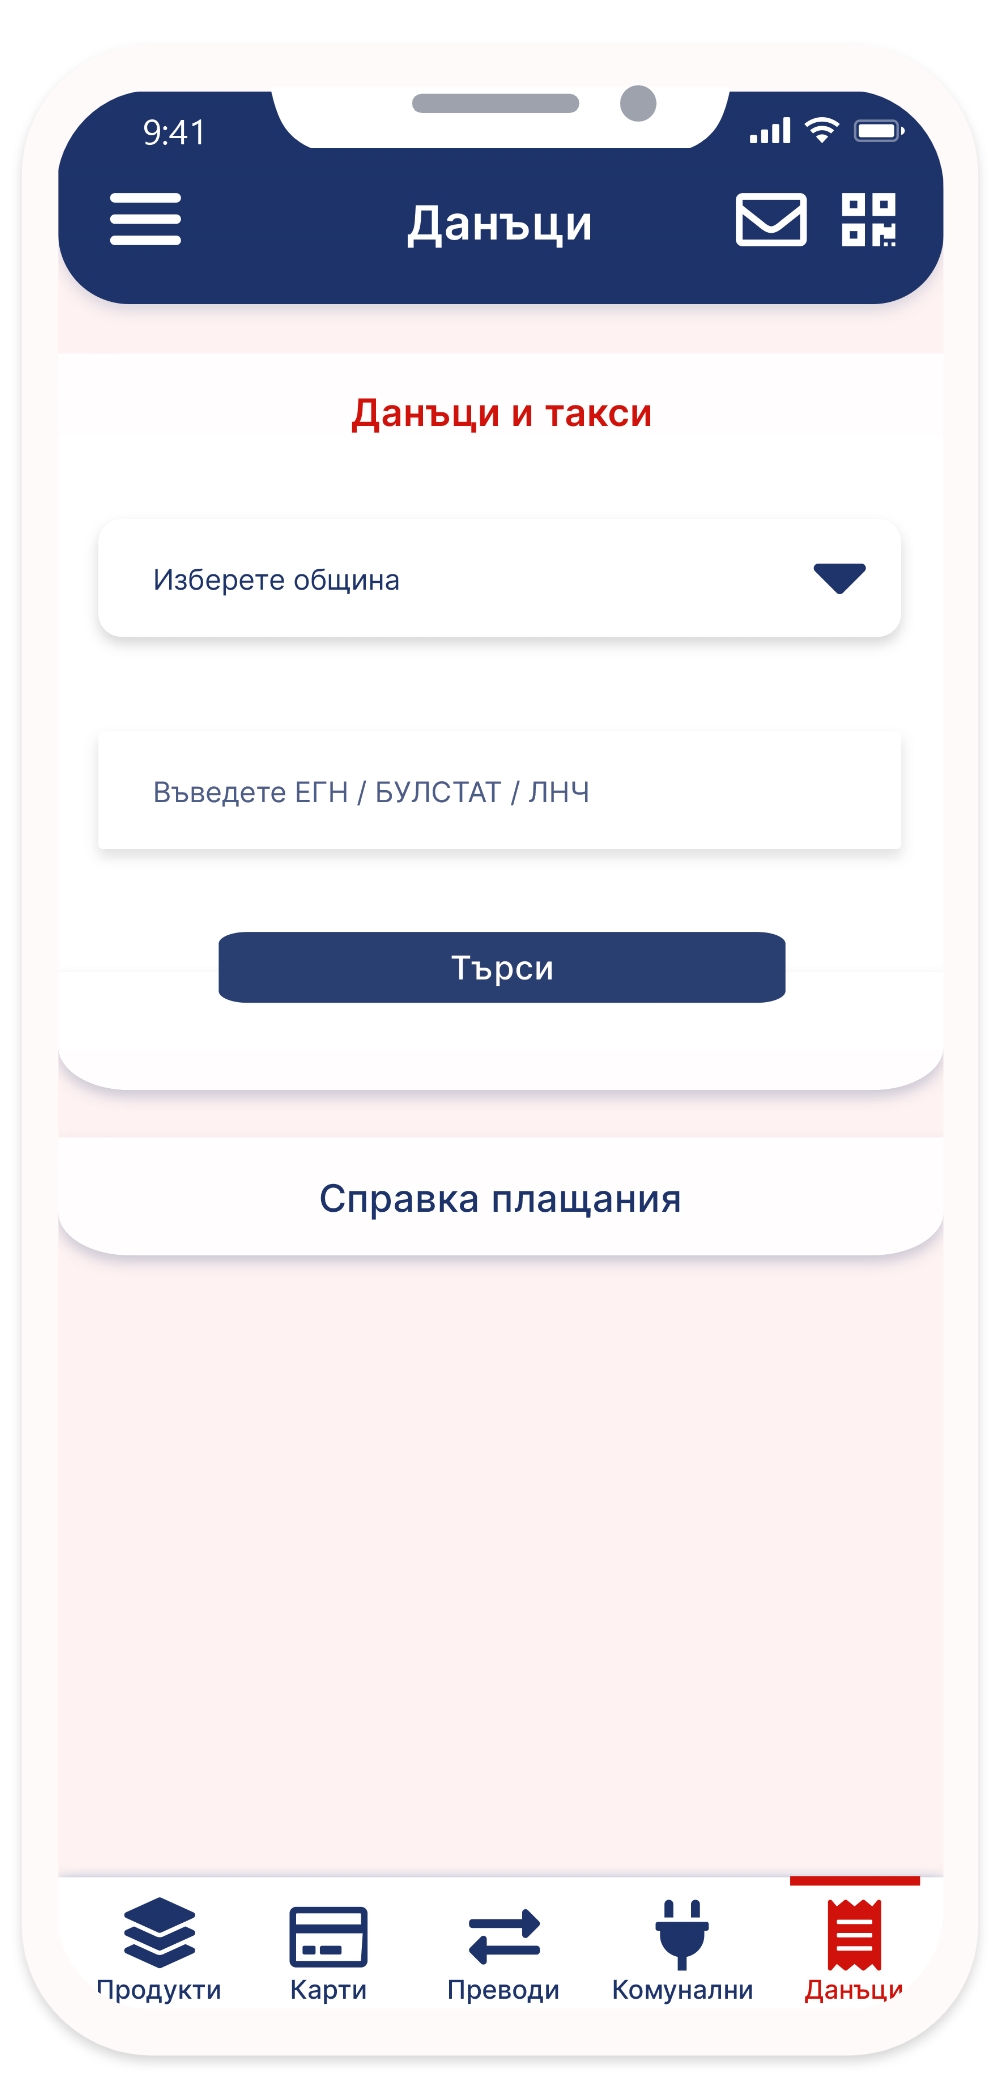 9:41
Данъци
Данъци и такси
Изберете община
Въведете ЕГН / БУЛСТАТ / ЛНЧ
Търси
Справка плащания
Продукти
Карти
Преводи
Комунални
Данъци